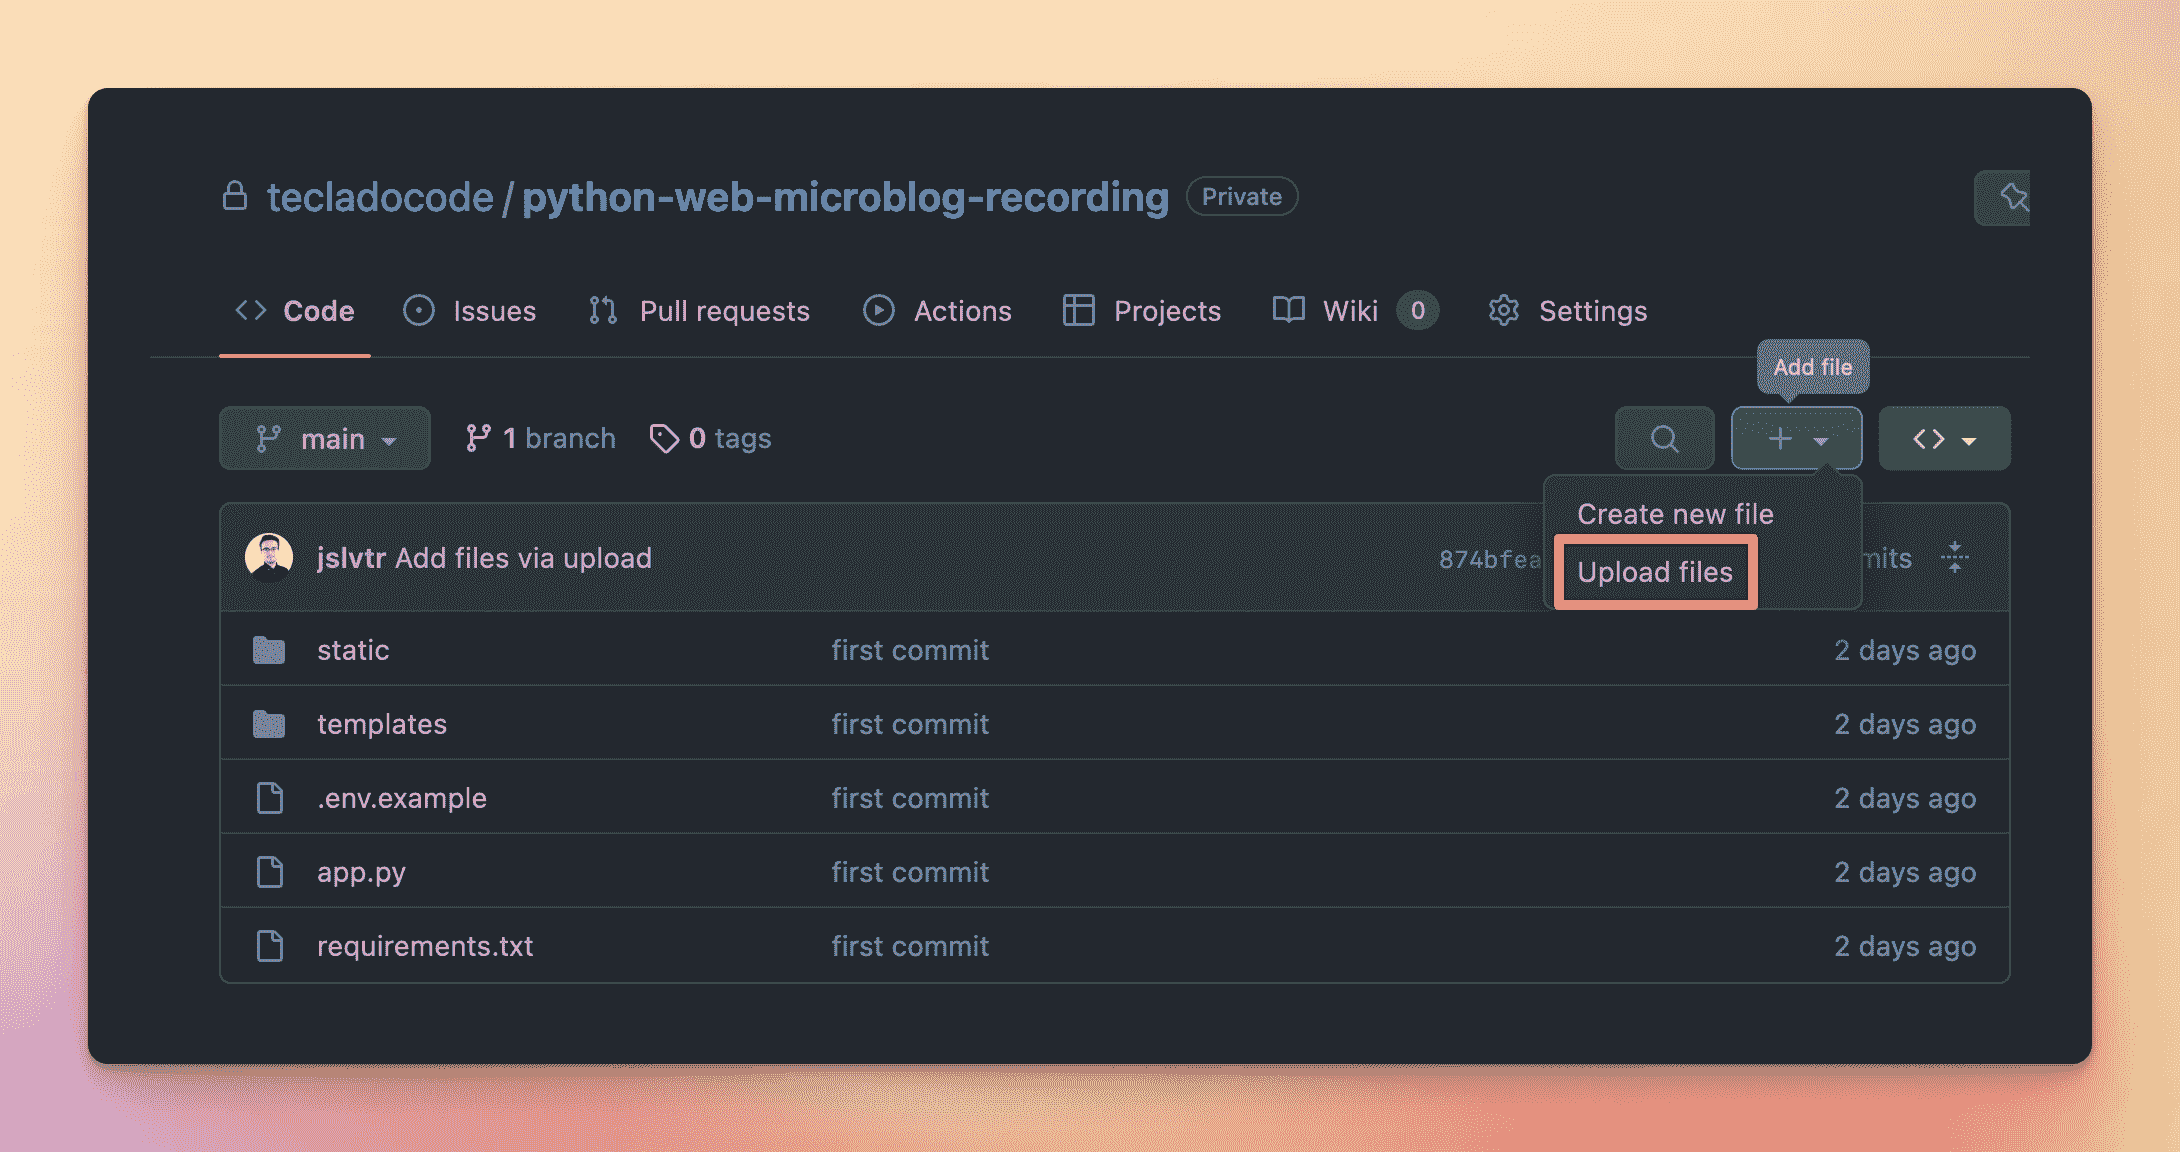 tecladocode / python-web-microblog-recording Private
Code Issues Pull requests Actions Projects Wiki 0 Settings
Add file
main 1 branch 0 tags
Create new file
Upload files
jslvtr Add files via upload 874bfea
static first commit 2 days ago
templates first commit 2 days ago
.env.example first commit 2 days ago
app.py first commit 2 days ago
requirements.txt first commit 2 days ago